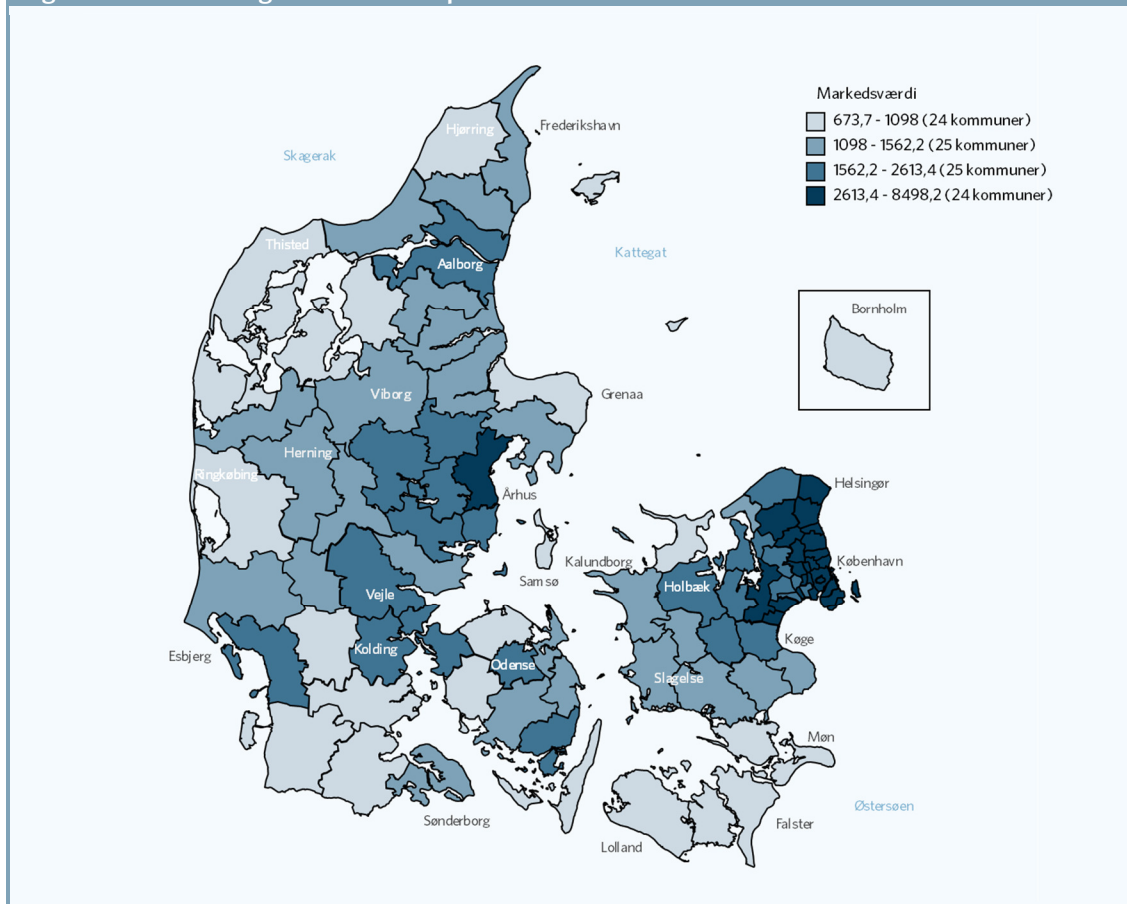 Markedsværdi
673,7 - 1098 (24 kommuner)
1098 - 1562,2 (25 kommuner)
1562,2 - 2613,4 (25 kommuner)
2613,4 - 8498,2 (24 kommuner)
Hjørring
Frederikshavn
Skagerak
Thisted
Kattegat
Aalborg
Bornholm
Viborg
Grenaa
Herning
Ringkøbing
Århus
Helsingør
Kalundborg
København
Samsø
Holbæk
Vejle
Køge
Kolding
Esbjerg
Odense
Slagelse
Møn
Østersøen
Sønderborg
Falster
Lolland